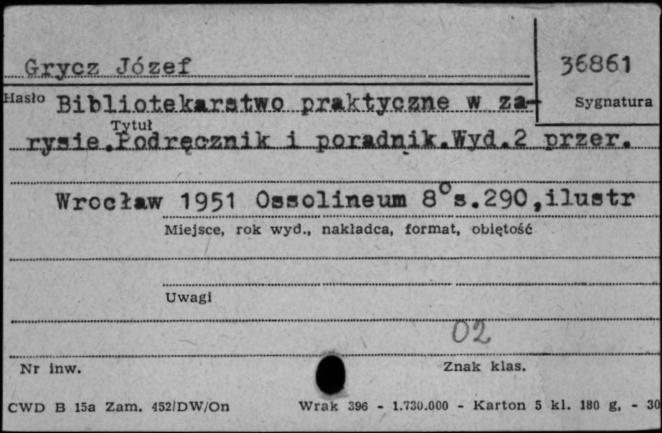 Grycz Józef
36861
Hasło
Sygnatura
Bibliotekarstwo praktyczne w za-
Tytuł
rysie.Podręcznik i poradnik.Wyd.2 przer.
Wrocław 1951 Ossolineum 8°s.290,ilustr
Miejsce, rok wyd., nakładca, format, objętość
Uwagi
02
Nr inw.
Znak klas.
CWD B 15a Zam. 452/DW/On Wrak 396 - 1.730.000 - Karton 5 kl. 180 g, - 30